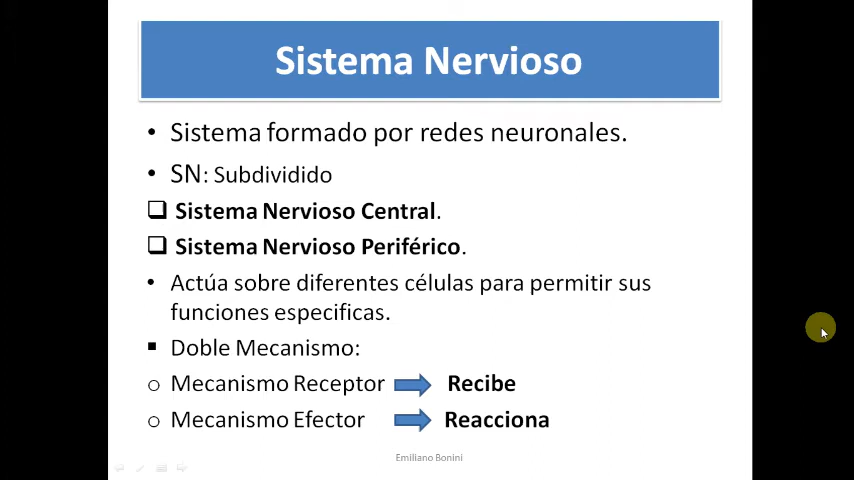 Sistema Nervioso
• Sistema formado por redes neuronales.
• SN: Subdividido
❑ Sistema Nervioso Central.
❑ Sistema Nervioso Periférico.
• Actúa sobre diferentes células para permitir sus
funciones especificas.
▪ Doble Mecanismo:
o Mecanismo Receptor Recibe
o Mecanismo Efector Reacciona
Emiliano Bonini